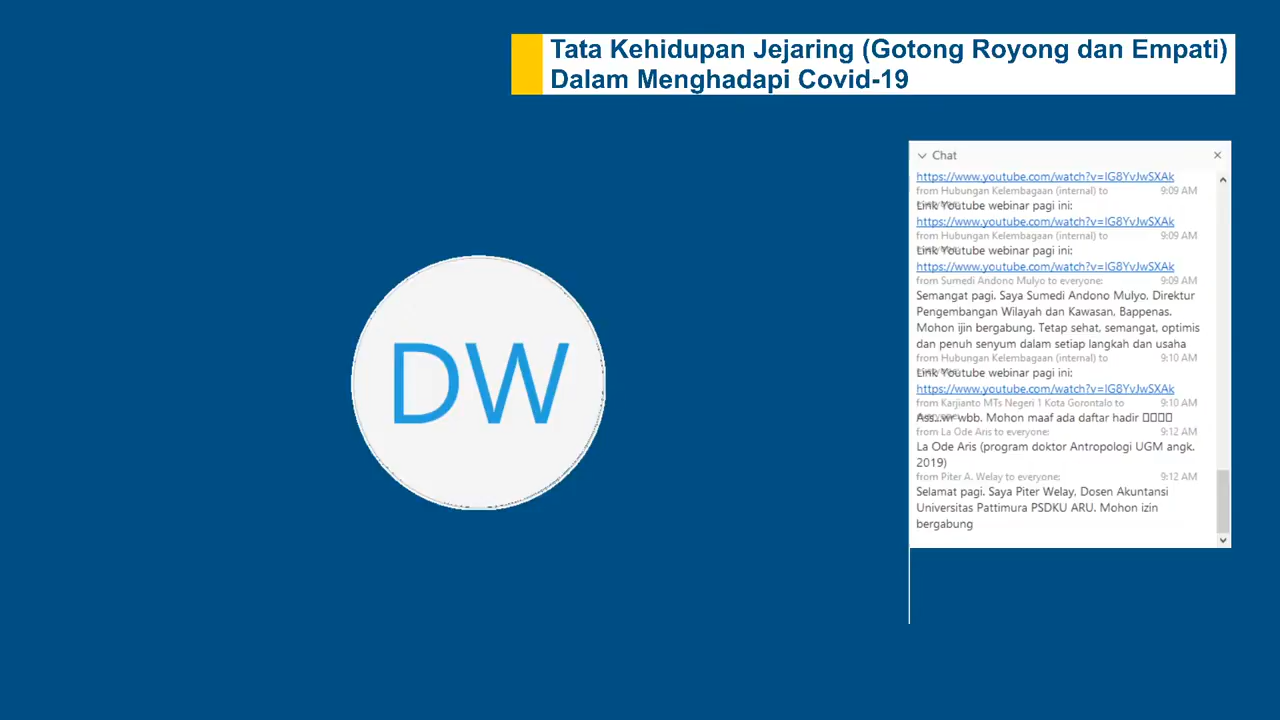 Tata Kehidupan Jejaring (Gotong Royong dan Empati)
Dalam Menghadapi Covid-19
DW
Chat
https://www.youtube.com/watch?v=IG8YvJwSXAk
from Hubungan Kelembagaan (internal) to 9:09 AM
Link Youtube webinar pagi ini:
https://www.youtube.com/watch?v=IG8YvJwSXAk
from Hubungan Kelembagaan (internal) to 9:09 AM
Link Youtube webinar pagi ini:
https://www.youtube.com/watch?v=IG8YvJwSXAk
from Sumedi Andono Mulyo to everyone: 9:09 AM
Semangat pagi. Saya Sumedi Andono Mulyo, Direktur
Pengembangan Wilayah dan Kawasan, Bappenas.
Mohon ijin bergabung. Tetap sehat, semangat, optimis
dan penuh senyum dalam setiap langkah dan usaha
from Hubungan Kelembagaan (internal) to 9:10 AM
Link Youtube webinar pagi ini:
https://www.youtube.com/watch?v=IG8YvJwSXAk
from Karjianto MTs Negeri 1 Kota Gorontalo to 9:10 AM
Ass..wr wbb. Mohon maaf ada daftar hadir
from La Ode Aris to everyone: 9:12 AM
La Ode Aris (program doktor Antropologi UGM angk.
2019)
from Piter A. Welay to everyone: 9:12 AM
Selamat pagi. Saya Piter Welay, Dosen Akuntansi
Universitas Pattimura PSDKU ARU. Mohon izin
bergabung